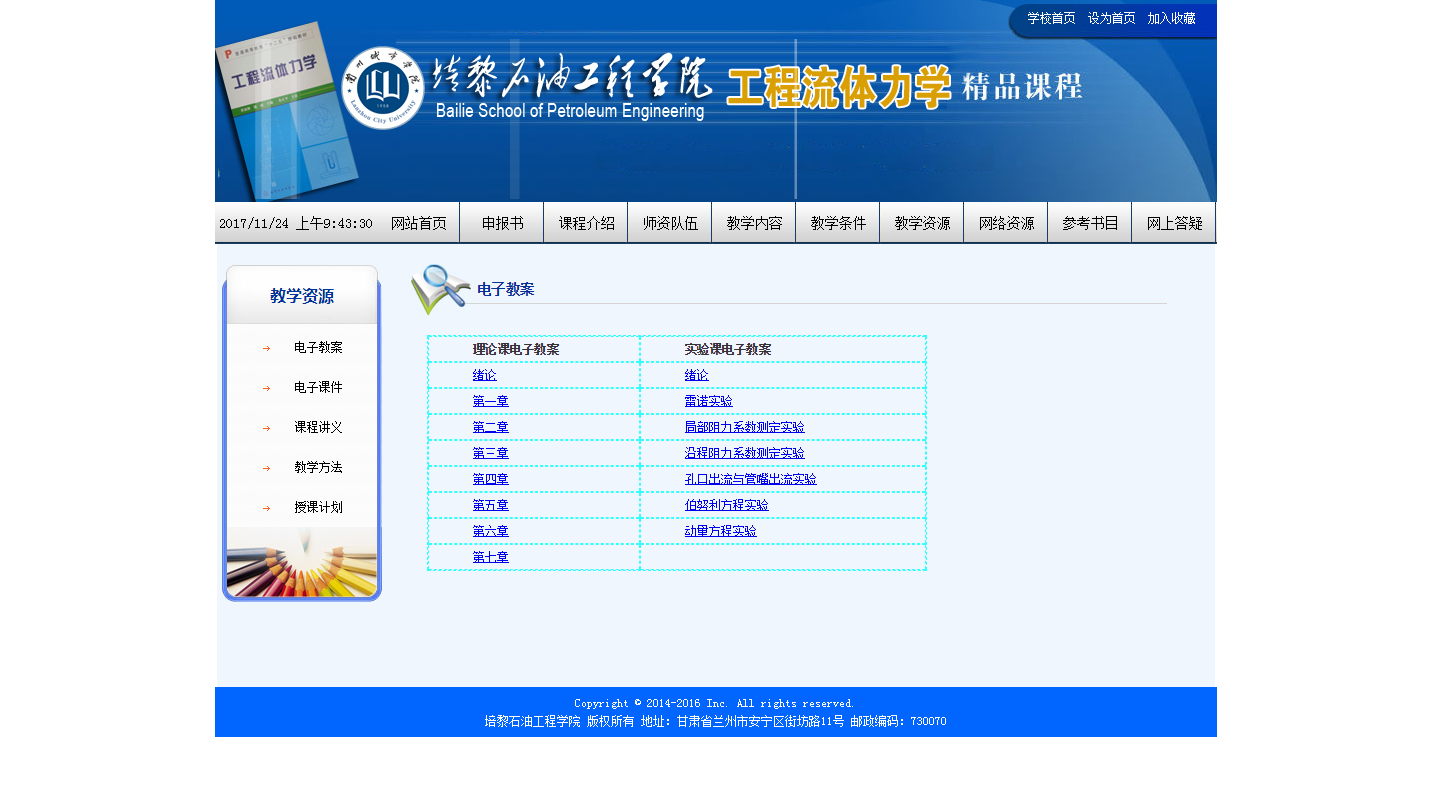 学校首页 设为首页 加入收藏
工程流体力学
培黎石油工程学院 工程流体力学 精品课程
兰州城市学院
Lanzhou City University
Bailie School of Petroleum Engineering
2017/11/24 上午9:43:30 网站首页 申报书 课程介绍 师资队伍 教学内容 教学条件 教学资源 网络资源 参考书目 网上答疑
教学资源
电子教案
电子课件
课程讲义
教学方法
授课计划
电子教案
理论课电子教案 实验课电子教案
绪论 绪论
第一章 雷诺实验
第二章 局部阻力系数测定实验
第三章 沿程阻力系数测定实验
第四章 孔口出流与管嘴出流实验
第五章 伯努利方程实验
第六章 动量方程实验
第七章
Copyright © 2014-2016 Inc. All rights reserved.
培黎石油工程学院 版权所有 地址：甘肃省兰州市安宁区街坊路11号 邮政编码：730070